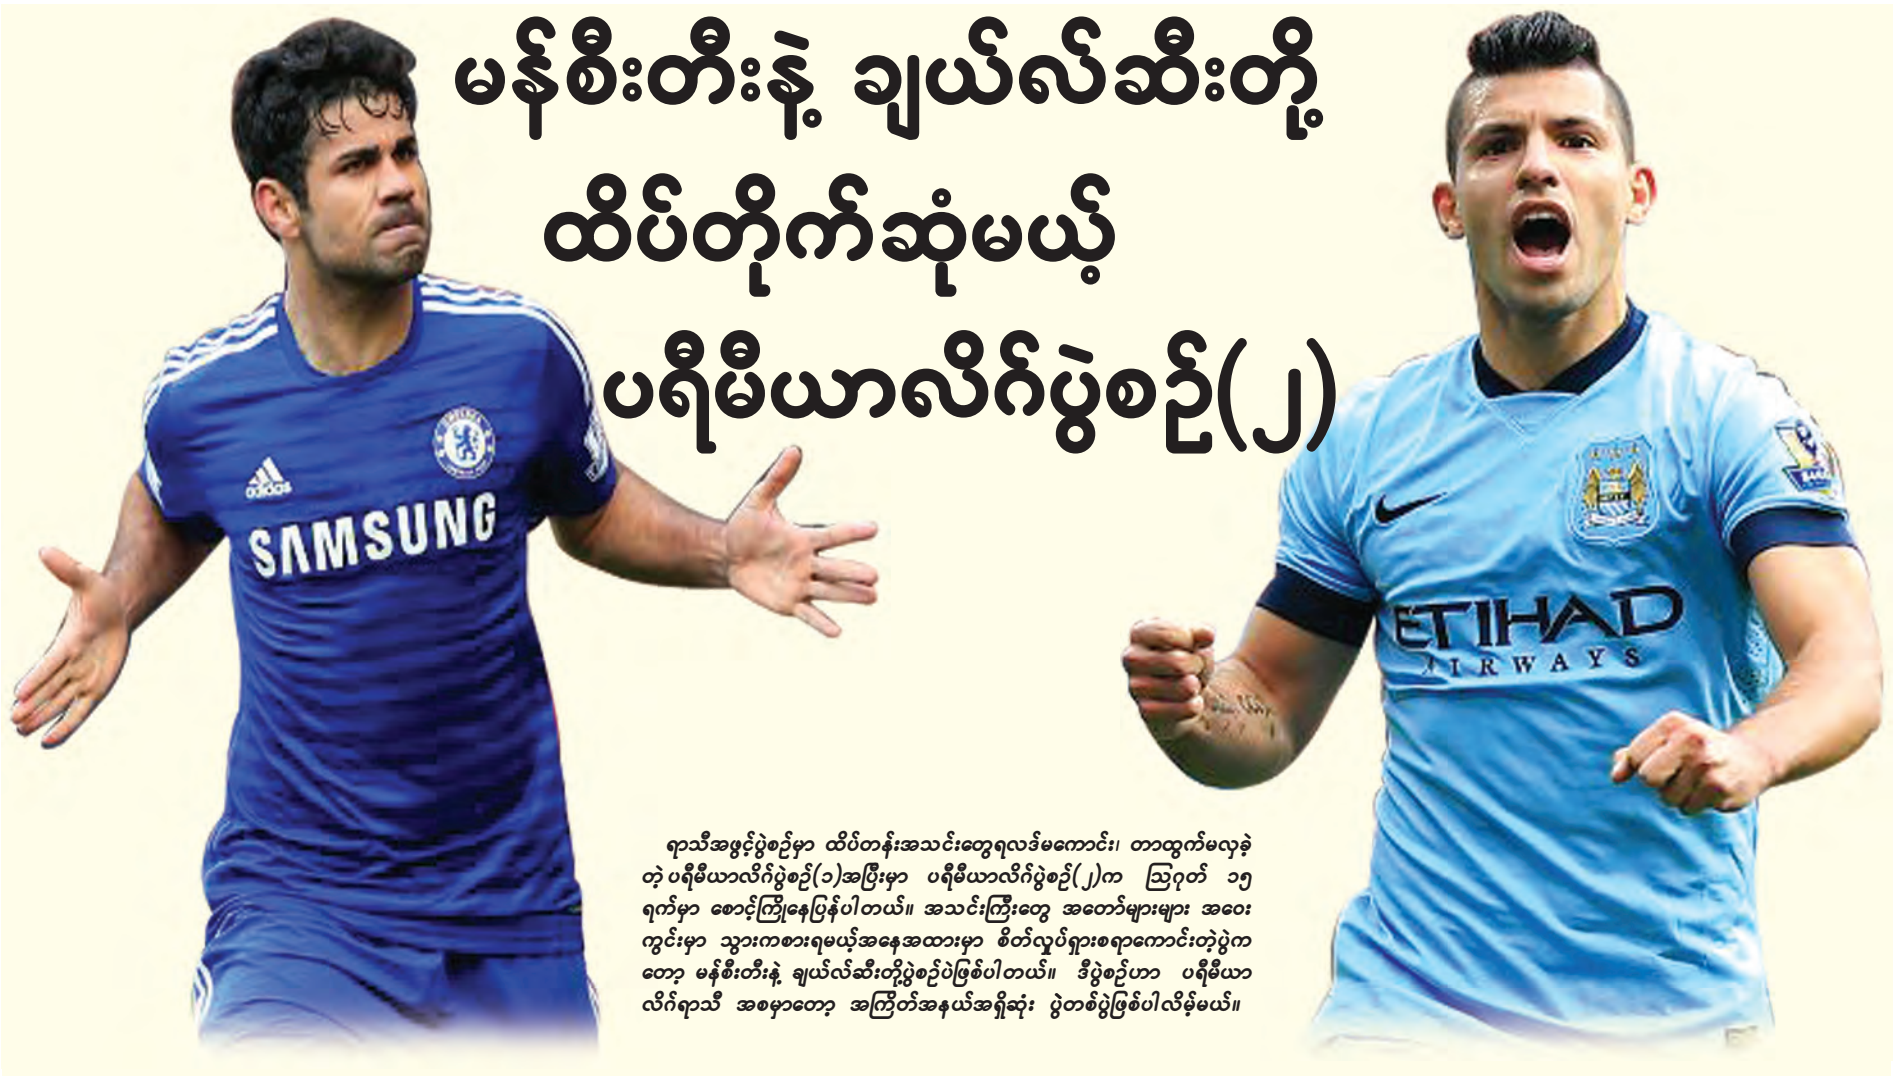 မန်စီးတီးနဲ့ ချယ်လ်ဆီးတို့
ထိပ်တိုက်ဆုံမယ့်
ပရီမီယာလိဂ်ပွဲစဉ်(၂)
adidas
SAMSUNG
ETIHAD
AIRWAYS
ရာသီအဖွင့်ပွဲစဉ်မှာ ထိပ်တန်းအသင်းတွေရလဒ်မကောင်း၊ တာထွက်မလှခဲ့
တဲ့ ပရီမီယာလိဂ်ပွဲစဉ်(၁)အပြီးမှာ ပရီမီယာလိဂ်ပွဲစဉ်(၂)က ဩဂုတ် ၁၅
ရက်မှာ စောင့်ကြိုနေပြန်ပါတယ်။ အသင်းကြီးတွေ အတော်များများ အဝေး
ကွင်းမှာ သွားကစားရမယ့်အနေအထားမှာ စိတ်လှုပ်ရှားစရာကောင်းတဲ့ပွဲက
တော့ မန်စီးတီးနဲ့ ချယ်လ်ဆီးတို့ပွဲစဉ်ပဲဖြစ်ပါတယ်။ ဒီပွဲစဉ်ဟာ ပရီမီယာ
လိဂ်ရာသီ အစမှာတော့ အကြိတ်အနယ်အရှိဆုံး ပွဲတစ်ပွဲဖြစ်ပါလိမ့်မယ်။